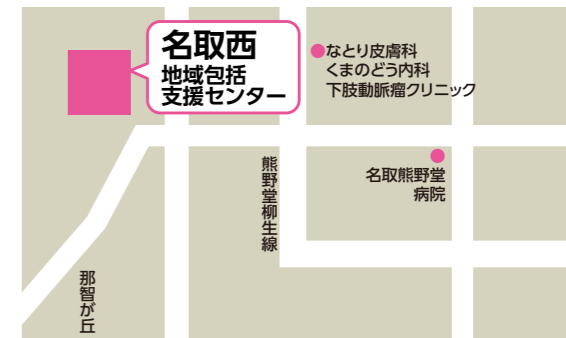 名取西
地域包括
支援センター
なとり皮膚科
くまのどう内科
下肢動脈瘤クリニック
名取熊野堂
病院
熊野堂柳生線
那智が丘